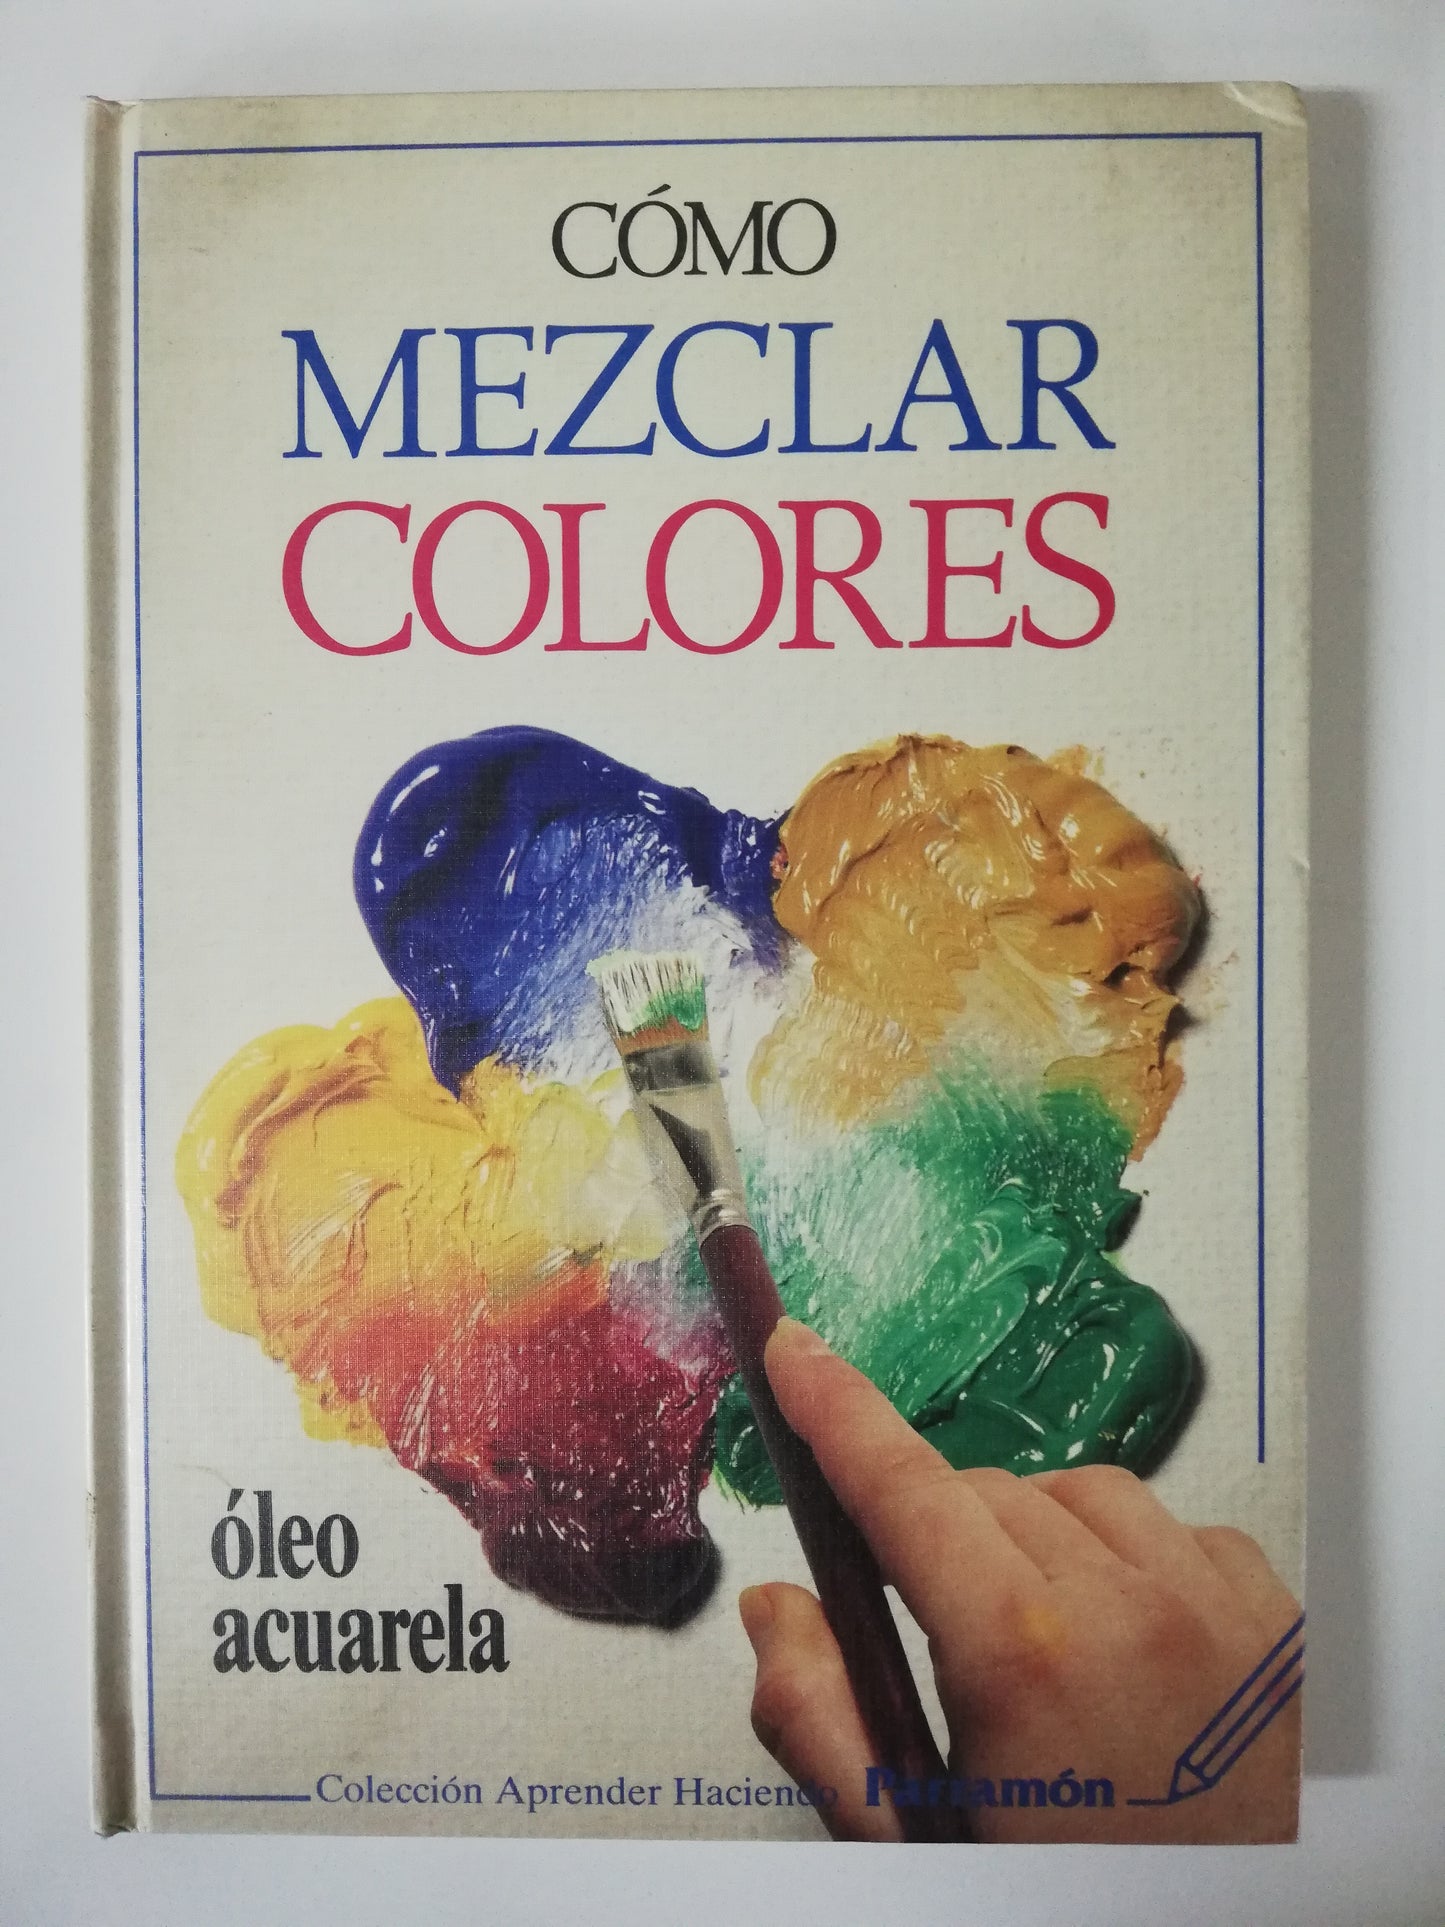 CÓMO
MEZCLAR
COLORES
óleo
acuarela
Colección Aprender Haciendo Parramón